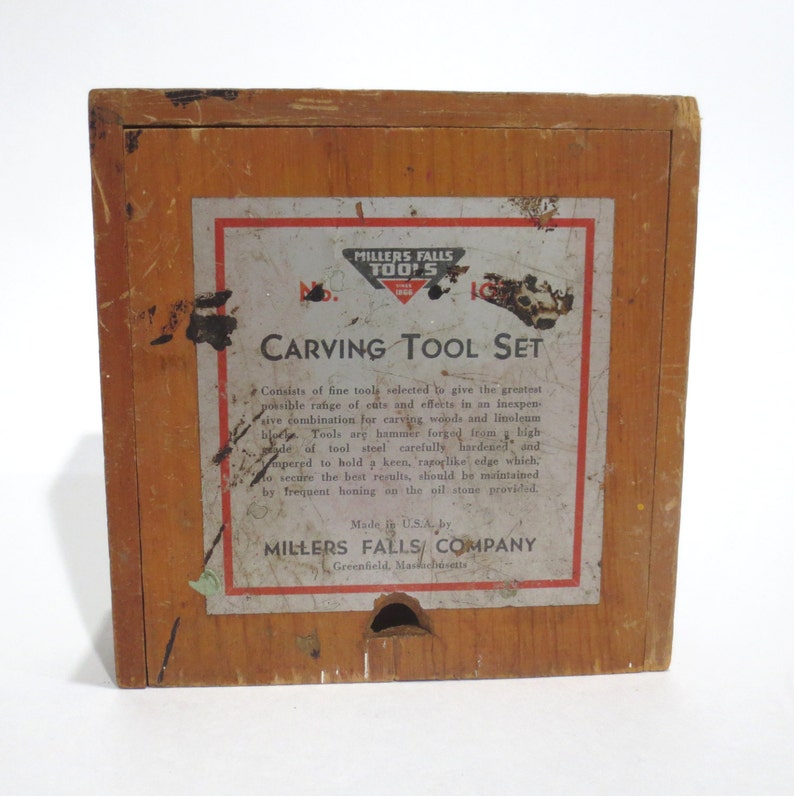 MILLERS FALLS
TOOLS
SINCE
1868
No.
CARVING TOOL SET
Consists of fine tools selected to give the greatest
possible range of cuts and effects in an inexpen-
sive combination for carving woods and linoleum
blocks. Tools are hammer forged from a high
grade of tool steel carefully hardened and
tempered to hold a keen, razorlike edge which,
to secure the best results, should be maintained
by frequent honing on the oil stone provided.
Made in U.S.A. by
MILLERS FALLS COMPANY
Greenfield, Massachusetts